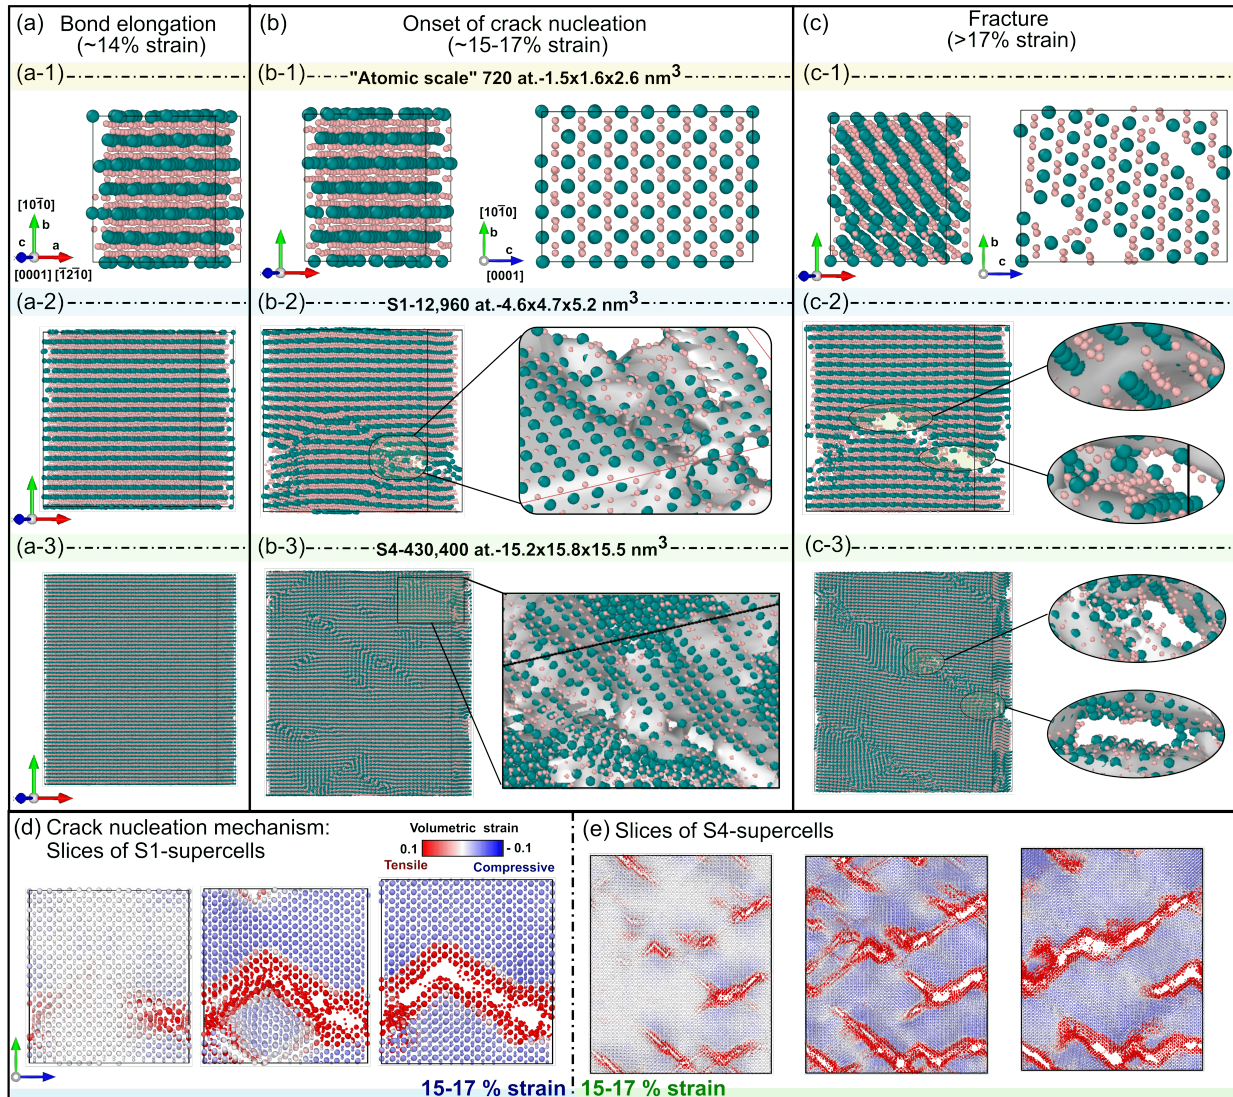 (a) Bond elongation
(~14% strain)
(b) Onset of crack nucleation
(~15-17% strain)
(c) Fracture
(>17% strain)
(a-1)
(b-1) "Atomic scale" 720 at.-1.5x1.6x2.6 nm³
(c-1)
[101̄0]
b
c
a
[0001] [1̄21̄0]
[101̄0]
b
c
[0001]
b
c
(a-2)
(b-2) S1-12,960 at.-4.6x4.7x5.2 nm³
(c-2)
(a-3)
(b-3) S4-430,400 at.-15.2x15.8x15.5 nm³
(c-3)
(d) Crack nucleation mechanism:
Slices of S1-supercells
Volumetric strain
0.1
- 0.1
Tensile
Compressive
15-17 % strain
(e) Slices of S4-supercells
15-17 % strain